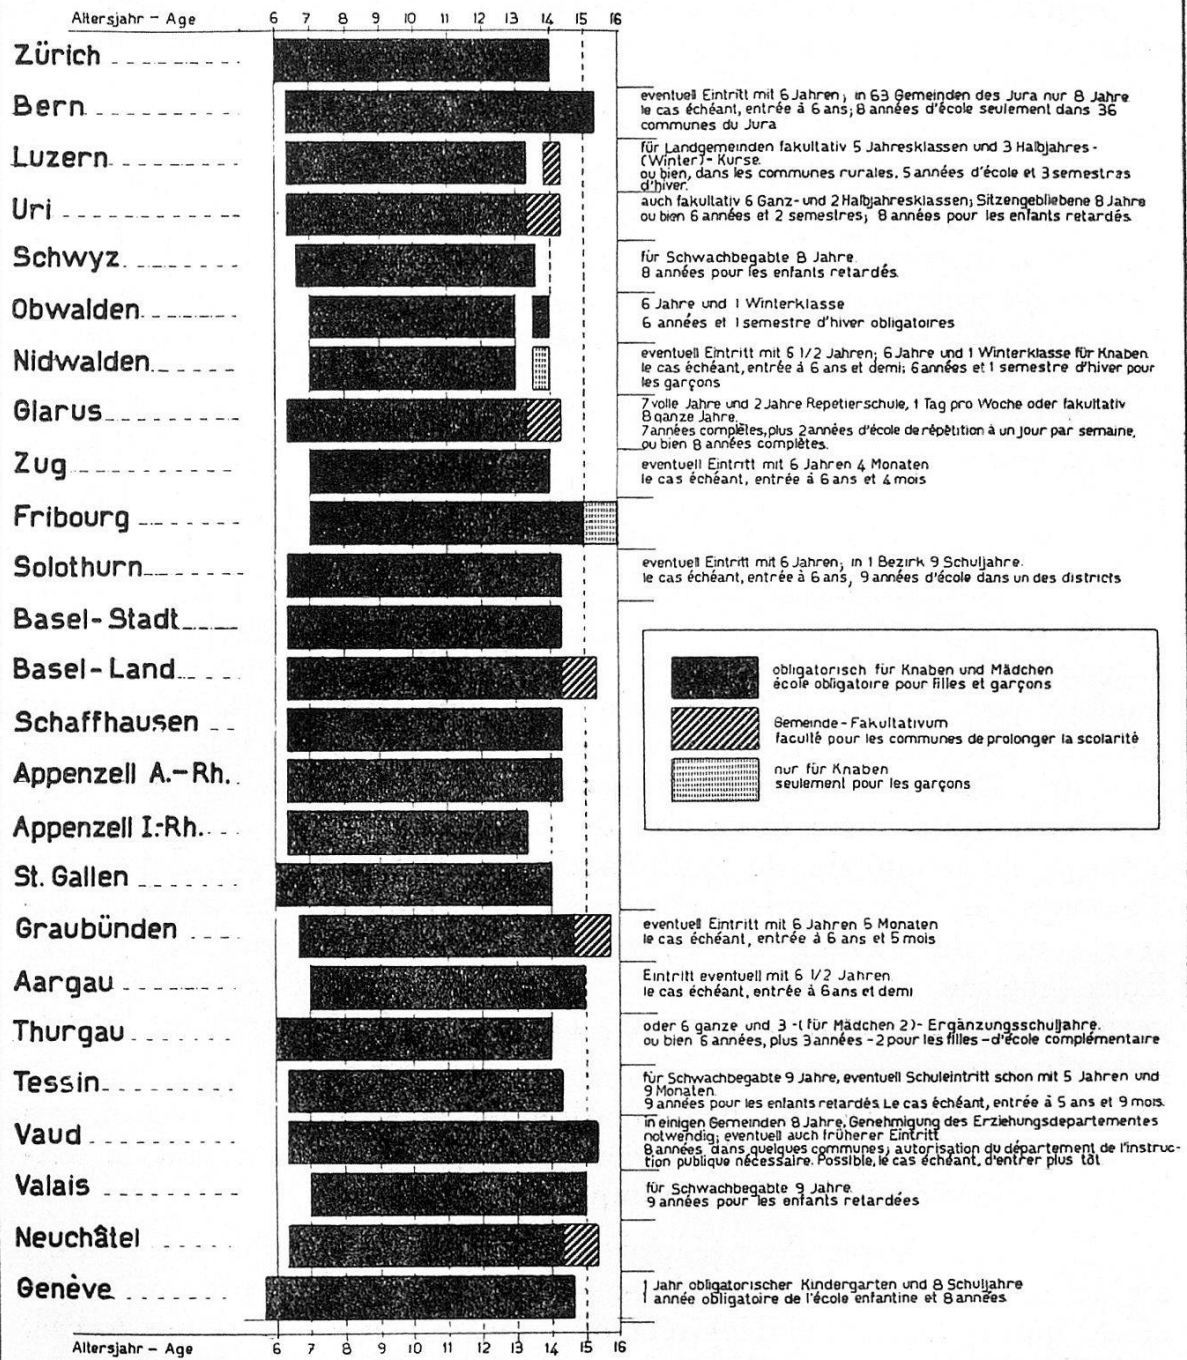 Altersjahr – Age 6 7 8 9 10 11 12 13 14 15 16
Zürich
Bern
eventuell Eintritt mit 6 Jahren; in 63 Gemeinden des Jura nur 8 Jahre
le cas échéant, entrée à 6 ans; 8 années d'école seulement dans 36
communes du Jura
Luzern
für Landgemeinden fakultativ 5 Jahresklassen und 3 Halbjahres-
(Winter)- Kurse.
ou bien, dans les communes rurales, 5 années d'école et 3 semestras
d'hiver.
Uri
auch fakultativ 6 Ganz- und 2 Halbjahresklassen; Sitzengebliebene 8 Jahre
ou bien 6 années et 2 semestres; 8 années pour les enfants retardés.
Schwyz
für Schwachbegabte 8 Jahre.
8 années pour les enfants retardés.
Obwalden
6 Jahre und 1 Winterklasse
6 années et 1 semestre d'hiver obligatoires
Nidwalden
eventuell Eintritt mit 6 1/2 Jahren; 6 Jahre und 1 Winterklasse für Knaben.
le cas échéant, entrée à 6 ans et demi; 6 années et 1 semestre d'hiver pour
les garçons
Glarus
7 volle Jahre und 2 Jahre Repetierschule, 1 Tag pro Woche oder fakultativ
8 ganze Jahre.
7 années complètes, plus 2 années d'école de répétition à un jour par semaine,
ou bien 8 années complètes.
Zug
eventuell Eintritt mit 6 Jahren 4 Monaten
le cas échéant, entrée à 6 ans et 4 mois
Fribourg
Solothurn
eventuell Eintritt mit 6 Jahren; in 1 Bezirk 9 Schuljahre.
le cas échéant, entrée à 6 ans, 9 années d'école dans un des districts
Basel-Stadt
Basel-Land
Schaffhausen
Appenzell A.-Rh.
Appenzell I.-Rh.
St. Gallen
obligatorisch für Knaben und Mädchen
école obligatoire pour filles et garçons
Gemeinde-Fakultativum
faculté pour les communes de prolonger la scolarité
nur für Knaben
seulement pour les garçons
Graubünden
eventuell Eintritt mit 6 Jahren 5 Monaten
le cas échéant, entrée à 6 ans et 5 mois
Aargau
Eintritt eventuell mit 6 1/2 Jahren
le cas échéant, entrée à 6 ans et demi
Thurgau
oder 6 ganze und 3 -(für Mädchen 2)- Ergänzungsschuljahre.
ou bien 6 années, plus 3 années - 2 pour les filles - d'école complémentaire
Tessin
für Schwachbegabte 9 Jahre, eventuell Schuleintritt schon mit 5 Jahren und
9 Monaten.
9 années pour les enfants retardés. Le cas échéant, entrée à 5 ans et 9 mois.
Vaud
in einigen Gemeinden 8 Jahre, Genehmigung des Erziehungsdepartementes
notwendig; eventuell auch früherer Eintritt
8 années dans quelques communes; autorisation du département de l'instruc-
tion publique nécessaire. Possible, le cas échéant, d'entrer plus tôt
Valais
für Schwachbegabte 9 Jahre.
9 années pour les enfants retardées
Neuchâtel
Genève
1 Jahr obligatorischer Kindergarten und 8 Schuljahre
1 année obligatoire de l'école enfantine et 8 années.
Altersjahr – Age 6 7 8 9 10 11 12 13 14 15 16